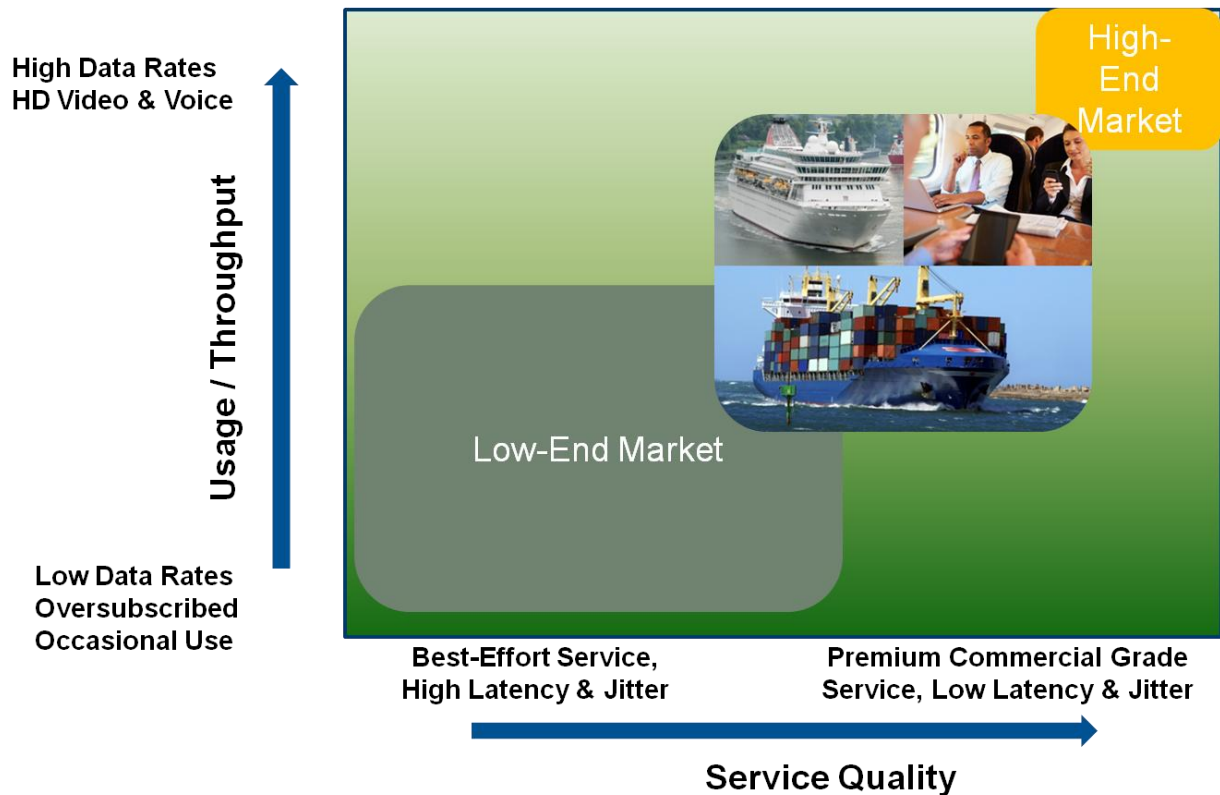 High Data Rates
HD Video & Voice
High-
End
Market
Usage / Throughput
Low-End Market
Low Data Rates
Oversubscribed
Occasional Use
Best-Effort Service,
High Latency & Jitter
Premium Commercial Grade
Service, Low Latency & Jitter
Service Quality